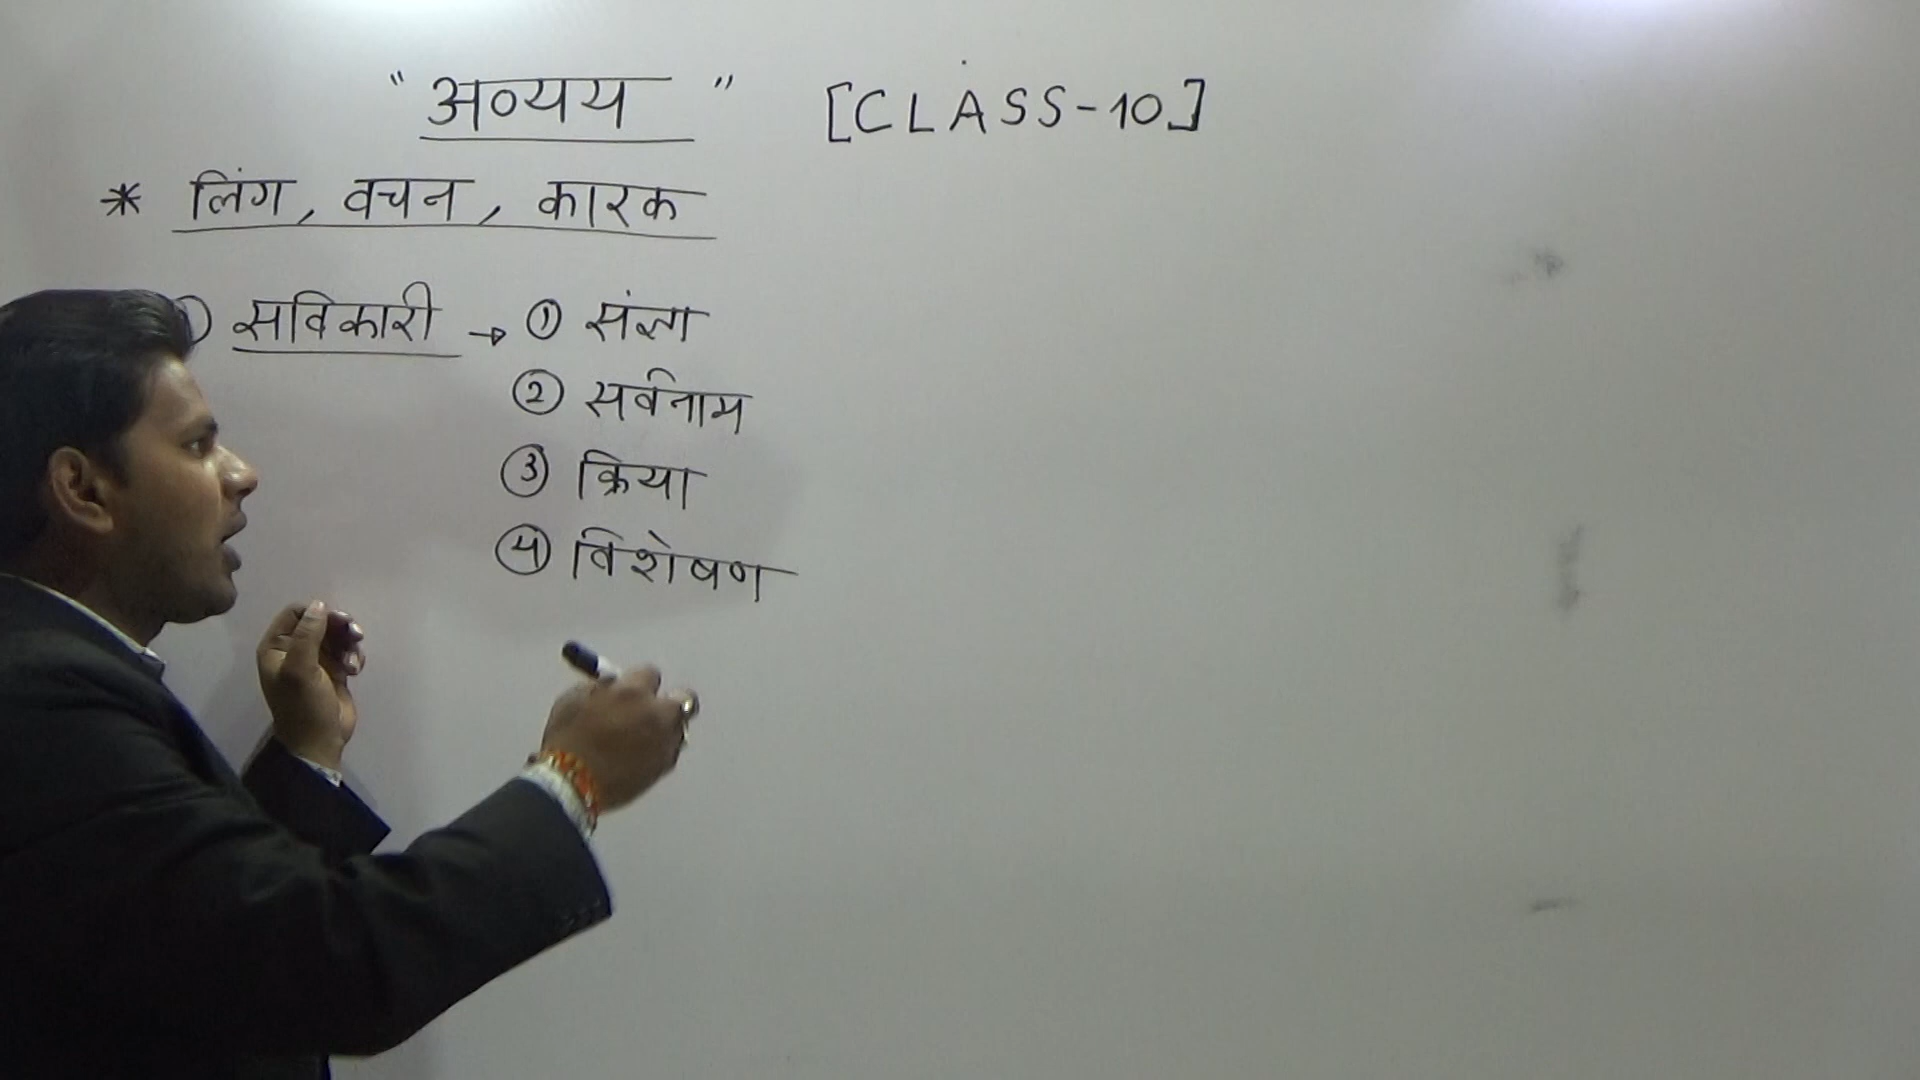 "अव्यय" [CLASS-10]
* लिंग, वचन, कारक
) सविकारी → ① संज्ञा
② सर्वनाम
③ क्रिया
④ विशेषण